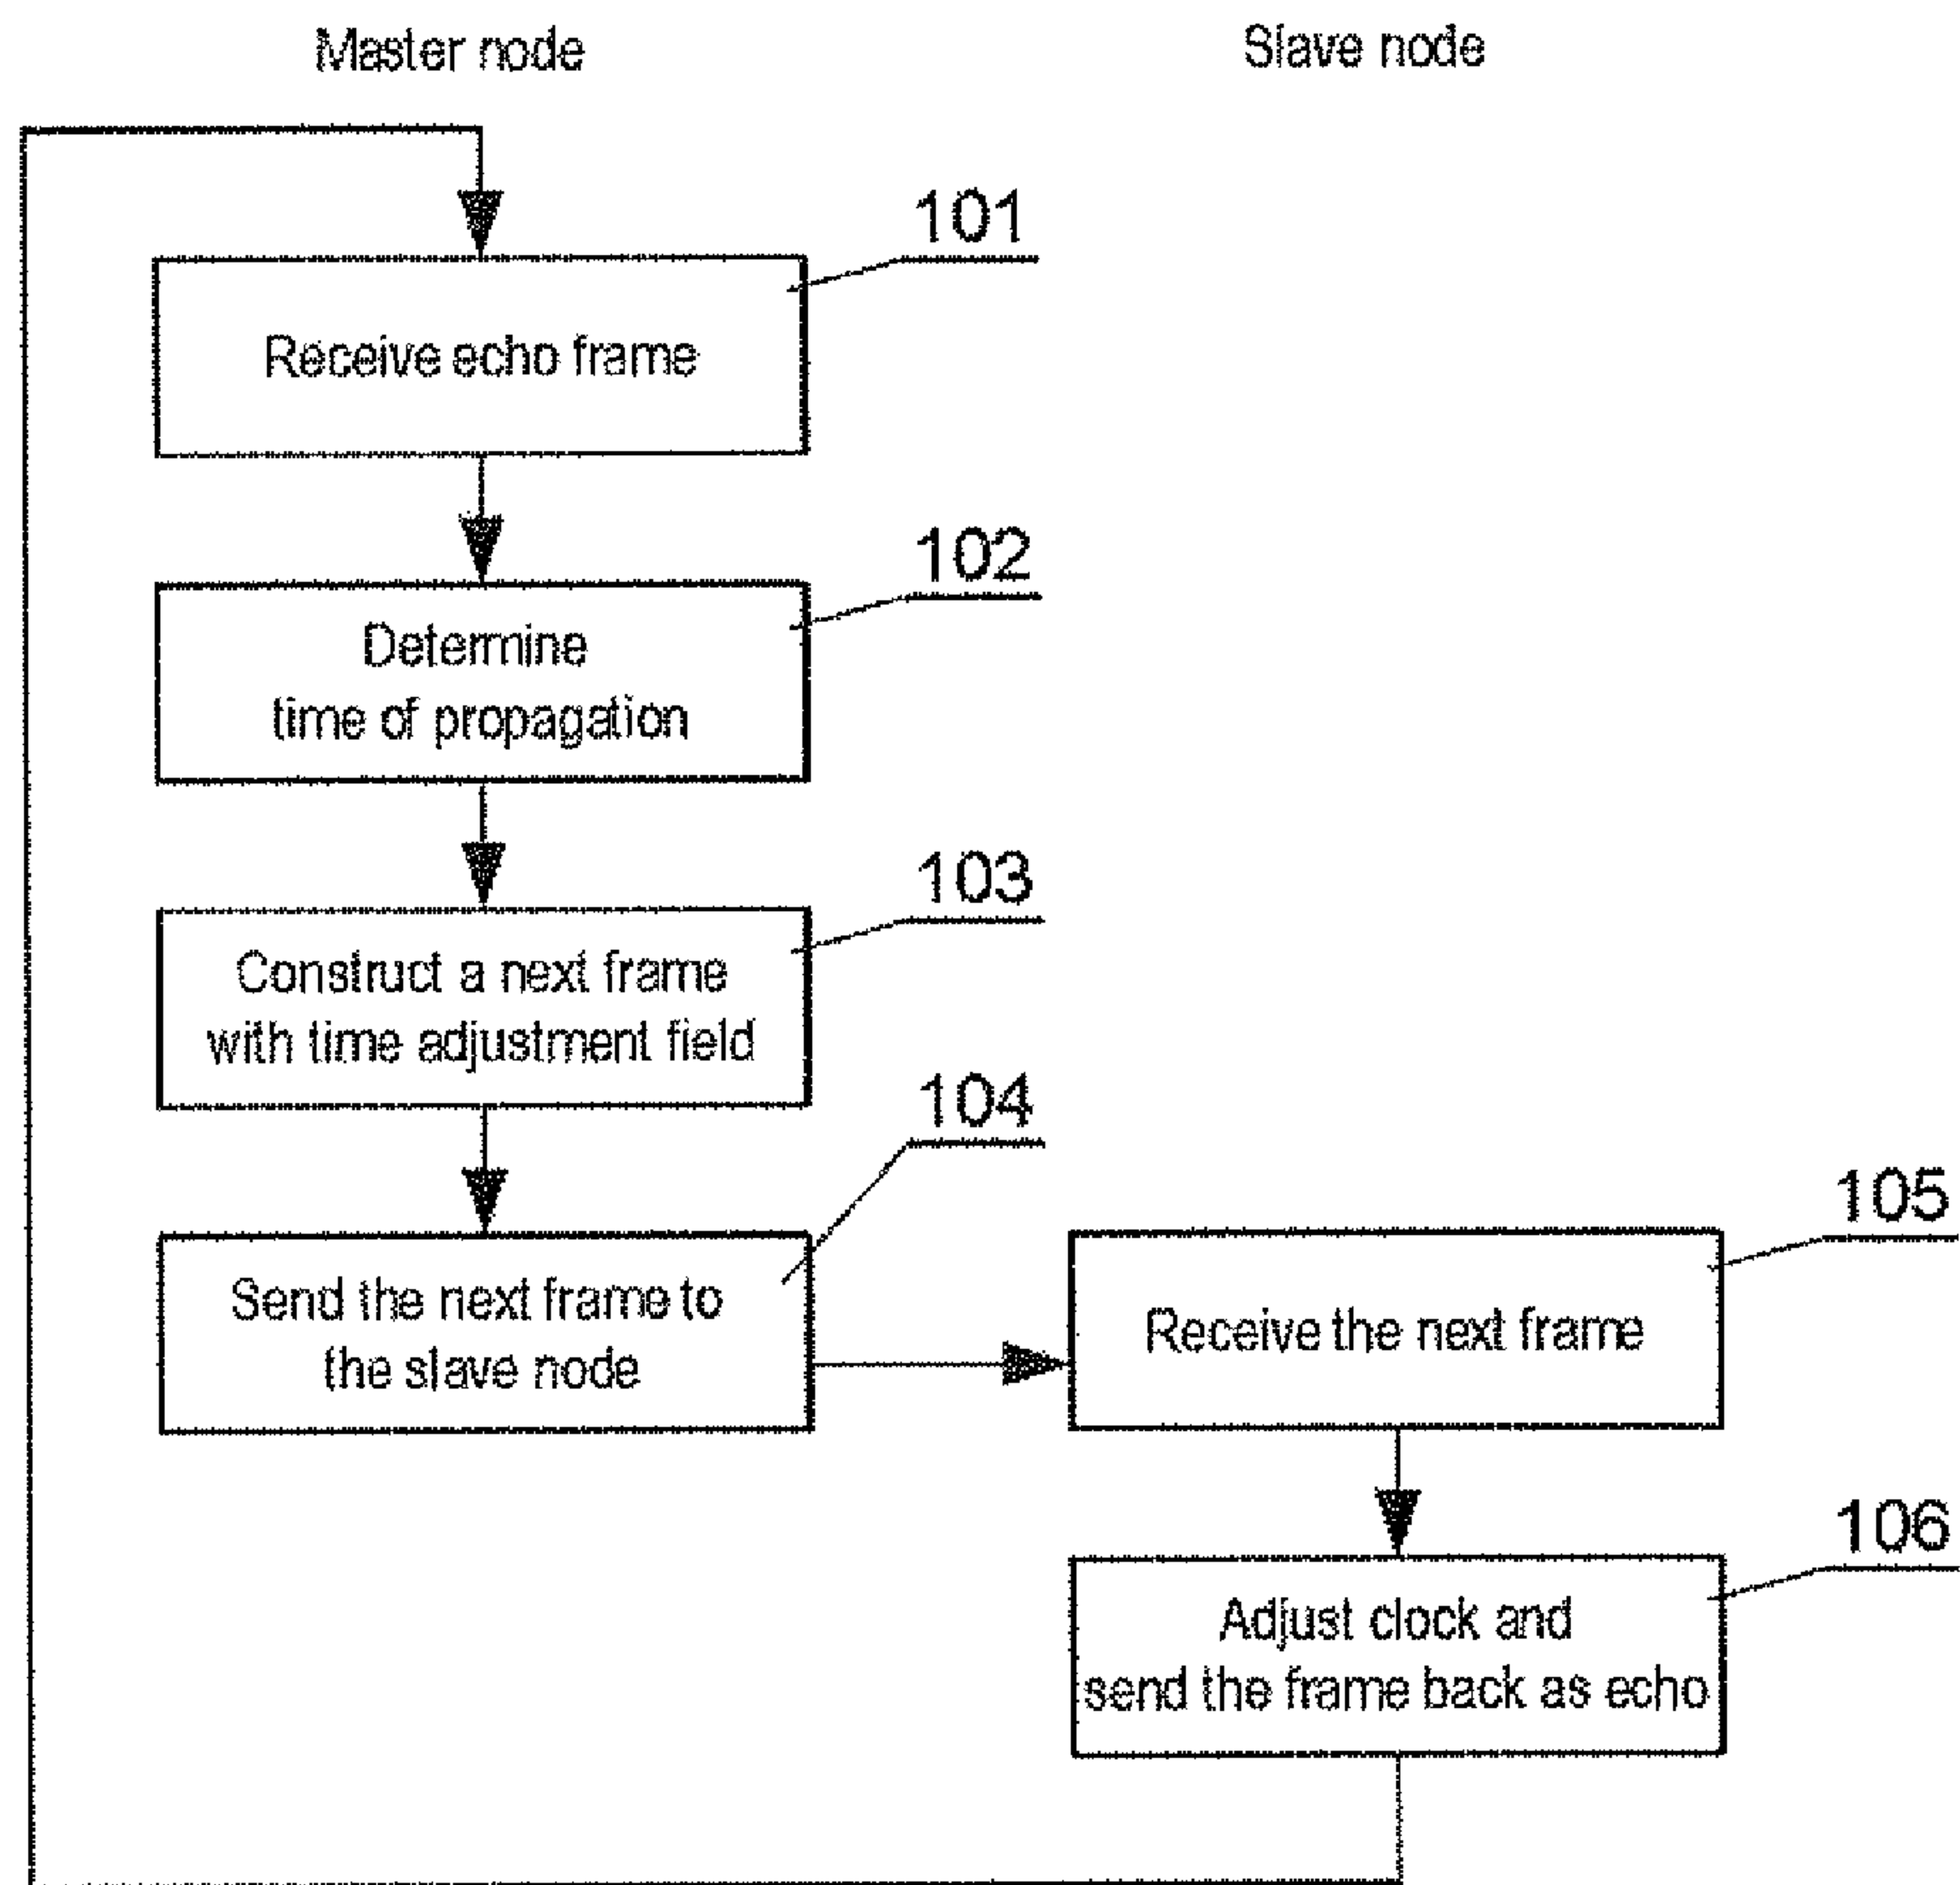 Master node
Slave node
101
Receive echo frame
102
Determine
time of propagation
103
Construct a next frame
with time adjustment field
104
Send the next frame to
the slave node
105
Receive the next frame
106
Adjust clock and
send the frame back as echo